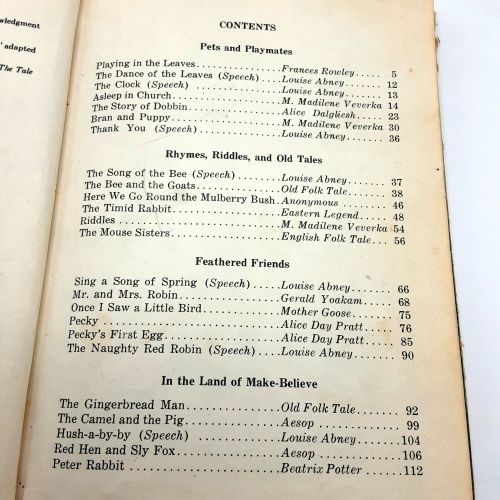 wledgment
' adapted
The Tale
CONTENTS
Pets and Playmates
Playing in the Leaves................Frances Rowley..... 5
The Dance of the Leaves (Speech).....Louise Abney...... 12
The Clock (Speech) ..................Louise Abney...... 13
Asleep in Church.....................M. Madilene Veverka 14
The Story of Dobbin..................Alice Dalgliesh..... 23
Bran and Puppy.......................M. Madilene Veverka 30
Thank You (Speech)...................Louise Abney...... 36
Rhymes, Riddles, and Old Tales
The Song of the Bee (Speech).........Louise Abney....... 37
The Bee and the Goats................Old Folk Tale....... 38
Here We Go Round the Mulberry Bush.Anonymous.......... 46
The Timid Rabbit.....................Eastern Legend..... 48
Riddles..............................M. Madilene Veverka 54
The Mouse Sisters....................English Folk Tale... 56
Feathered Friends
Sing a Song of Spring (Speech).......Louise Abney....... 66
Mr. and Mrs. Robin...................Gerald Yoakam...... 68
Once I Saw a Little Bird.............Mother Goose....... 75
Pecky................................Alice Day Pratt..... 76
Pecky's First Egg....................Alice Day Pratt..... 85
The Naughty Red Robin (Speech).......Louise Abney....... 90
In the Land of Make-Believe
The Gingerbread Man..................Old Folk Tale....... 92
The Camel and the Pig................Aesop ............. 99
Hush-a-by-by (Speech) ...............Louise Abney.......104
Red Hen and Sly Fox..................Aesop .............106
Peter Rabbit ........................Beatrix Potter......112